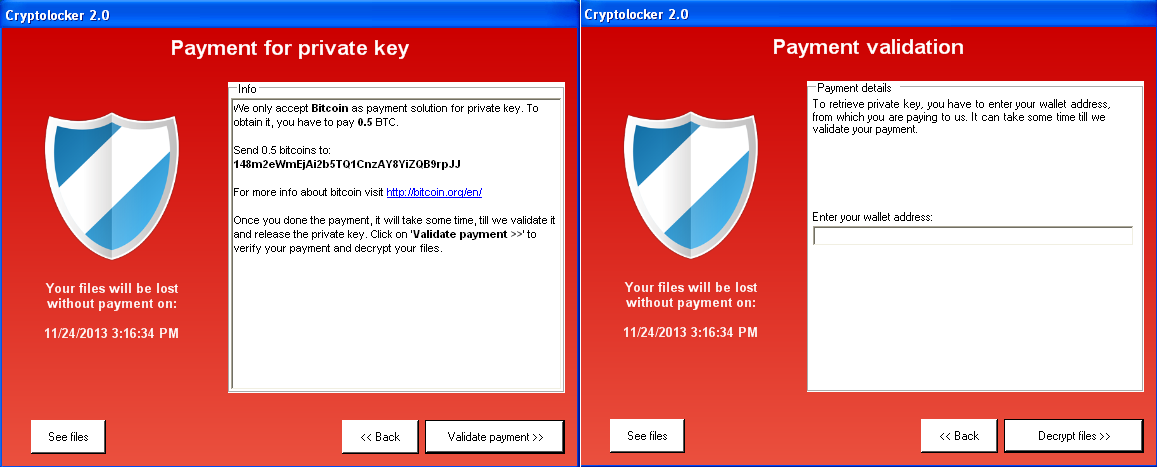 Cryptolocker 2.0
Payment for private key
Info
We only accept Bitcoin as payment solution for private key. To
obtain it, you have to pay 0.5 BTC.
Send 0.5 bitcoins to:
148m2eWmEjAi2b5TQ1CnzAY8YiZQB9rpJJ
For more info about bitcoin visit http://bitcoin.org/en/
Once you done the payment, it will take some time, till we validate it
and release the private key. Click on 'Validate payment >>' to
verify your payment and decrypt your files.
Your files will be lost
without payment on:
11/24/2013 3:16:34 PM
See files
<< Back
Validate payment >>
Cryptolocker 2.0
Payment validation
Payment details
To retrieve private key, you have to enter your wallet address,
from which you are paying to us. It can take some time till we
validate your payment.
Enter your wallet address:
Your files will be lost
without payment on:
11/24/2013 3:16:34 PM
See files
<< Back
Decrypt files >>